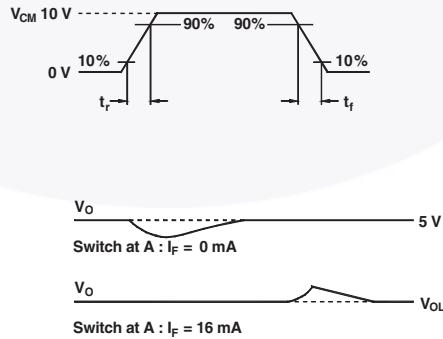 V_CM 10 V
90% 90%
10% 10%
0 V
t_r t_f
V_O
5 V
Switch at A : I_F = 0 mA
V_O
V_OL
Switch at A : I_F = 16 mA